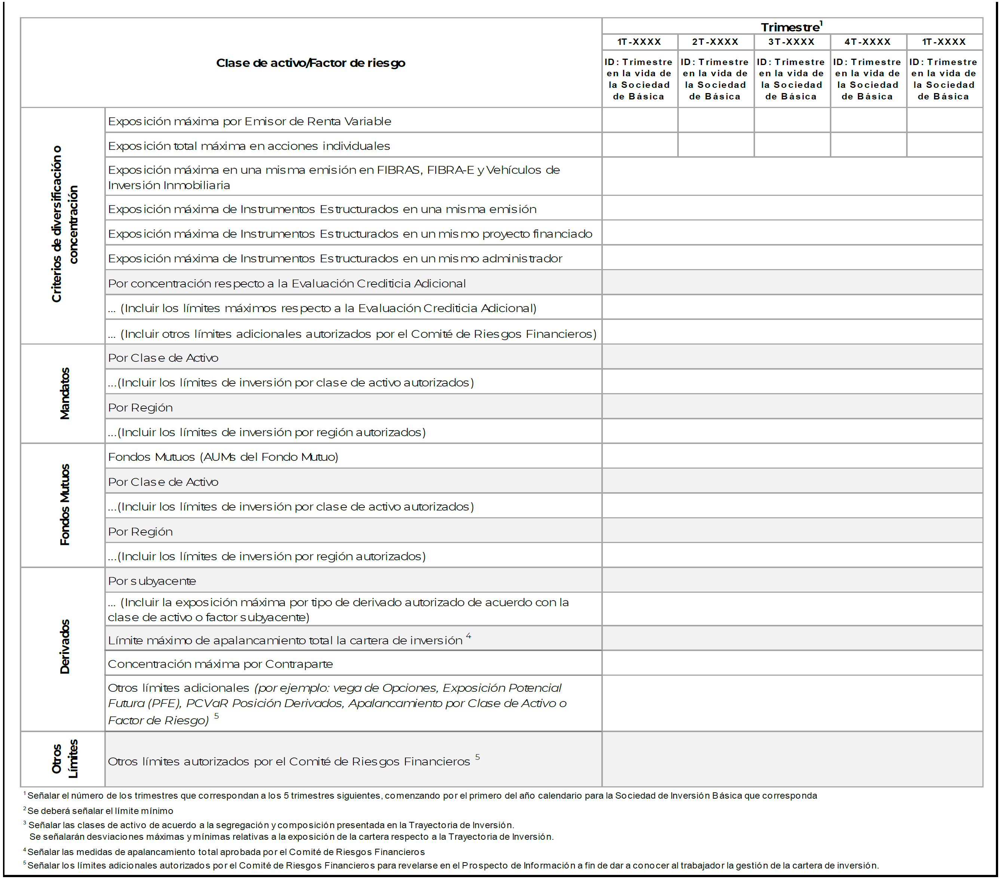 Trimestre¹
1T-XXXX 2T-XXXX 3T-XXXX 4T-XXXX 1T-XXXX
Clase de activo/Factor de riesgo
ID: Trimestre en la vida de la Sociedad de Básica
ID: Trimestre en la vida de la Sociedad de Básica
ID: Trimestre en la vida de la Sociedad de Básica
ID: Trimestre en la vida de la Sociedad de Básica
ID: Trimestre en la vida de la Sociedad de Básica
Criterios de diversificación o
concentración
Exposición máxima por Emisor de Renta Variable
Exposición total máxima en acciones individuales
Exposición máxima en una misma emisión en FIBRAS, FIBRA-E y Vehículos de
Inversión Inmobiliaria
Exposición máxima de Instrumentos Estructurados en una misma emisión
Exposición máxima de Instrumentos Estructurados en un mismo proyecto financiado
Exposición máxima de Instrumentos Estructurados en un mismo administrador
Por concentración respecto a la Evaluación Crediticia Adicional
... (Incluir los límites máximos respecto a la Evaluación Crediticia Adicional)
... (Incluir otros límites adicionales autorizados por el Comité de Riesgos Financieros)
Mandatos
Por Clase de Activo
...(Incluir los límites de inversión por clase de activo autorizados)
Por Región
...(Incluir los límites de inversión por región autorizados)
Fondos Mutuos
Fondos Mutuos (AUMs del Fondo Mutuo)
Por Clase de Activo
...(Incluir los límites de inversión por clase de activo autorizados)
Por Región
...(Incluir los límites de inversión por región autorizados)
Derivados
Por subyacente
... (Incluir la exposición máxima por tipo de derivado autorizado de acuerdo con la
clase de activo o factor subyacente)
Límite máximo de apalancamiento total la cartera de inversión ⁴
Concentración máxima por Contraparte
Otros límites adicionales (por ejemplo: vega de Opciones, Exposición Potencial
Futura (PFE), PCVaR Posición Derivados, Apalancamiento por Clase de Activo o
Factor de Riesgo) ⁵
Otros
Límites
Otros límites autorizados por el Comité de Riesgos Financieros ⁵
¹ Señalar el número de los trimestres que correspondan a los 5 trimestres siguientes, comenzando por el primero del año calendario para la Sociedad de Inversión Básica que corresponda
² Se deberá señalar el límite mínimo
³ Señalar las clases de activo de acuerdo a la segregación y composición presentada en la Trayectoria de Inversión.
Se señalarán desviaciones máximas y mínimas relativas a la exposición de la cartera respecto a la Trayectoria de Inversión.
⁴ Señalar las medidas de apalancamiento total aprobada por el Comité de Riesgos Financieros
⁵ Señalar los límites adicionales autorizados por el Comité de Riesgos Financieros para revelarse en el Prospecto de Información a fin de dar a conocer al trabajador la gestión de la cartera de inversión.